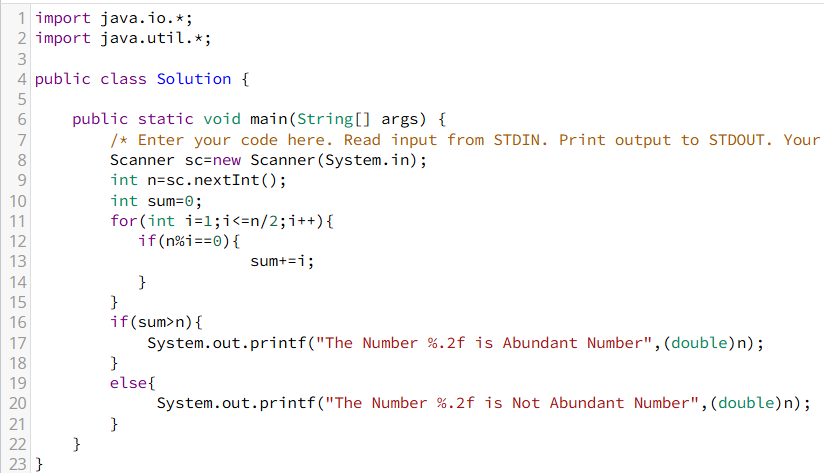 1 import java.io.*;
2 import java.util.*;
3
4 public class Solution {
5
6 public static void main(String[] args) {
7 /* Enter your code here. Read input from STDIN. Print output to STDOUT. Your
8 Scanner sc=new Scanner(System.in);
9 int n=sc.nextInt();
10 int sum=0;
11 for(int i=1;i<=n/2;i++){
12 if(n%i==0){
13 sum+=i;
14 }
15 }
16 if(sum>n){
17 System.out.printf("The Number %.2f is Abundant Number",(double)n);
18 }
19 else{
20 System.out.printf("The Number %.2f is Not Abundant Number",(double)n);
21 }
22 }
23 }